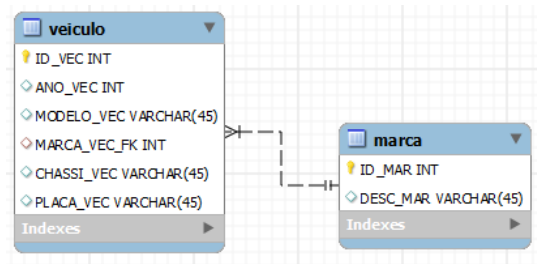 veiculo
ID_VEC INT
ANO_VEC INT
MODELO_VEC VARCHAR(45)
MARCA_VEC_FK INT
CHASSI_VEC VARCHAR(45)
PLACA_VEC VARCHAR(45)
Indexes
marca
ID_MAR INT
DESC_MAR VARCHAR(45)
Indexes